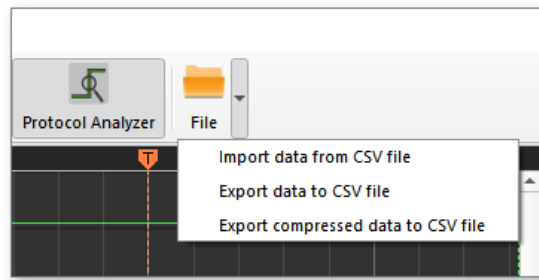 Protocol Analyzer
File
T
Import data from CSV file
Export data to CSV file
Export compressed data to CSV file